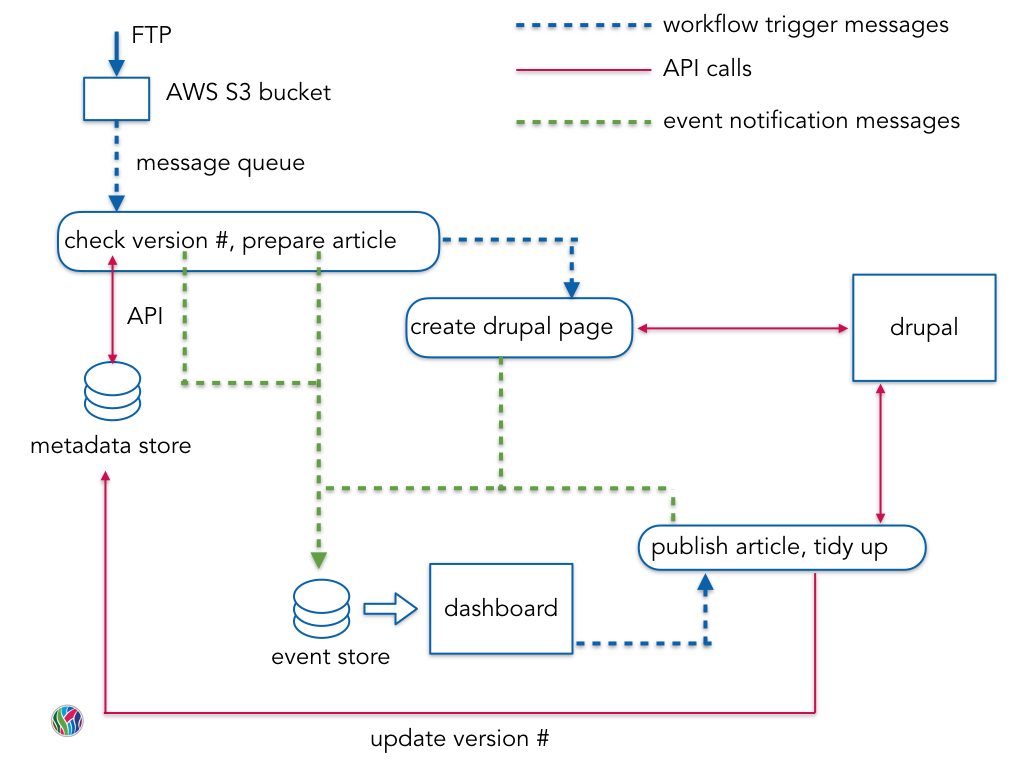 FTP
AWS S3 bucket
workflow trigger messages
API calls
event notification messages
message queue
check version #, prepare article
API
create drupal page
drupal
metadata store
publish article, tidy up
dashboard
event store
update version #